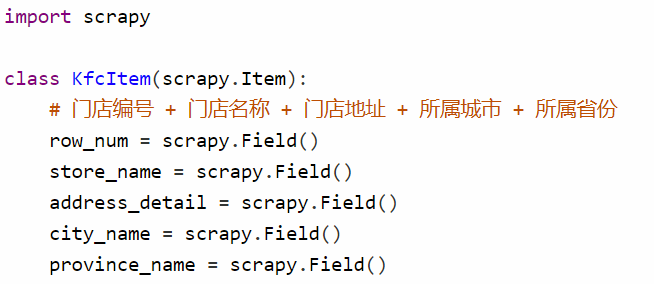 import scrapy
class KfcItem(scrapy.Item):
# 门店编号 + 门店名称 + 门店地址 + 所属城市 + 所属省份
row_num = scrapy.Field()
store_name = scrapy.Field()
address_detail = scrapy.Field()
city_name = scrapy.Field()
province_name = scrapy.Field()